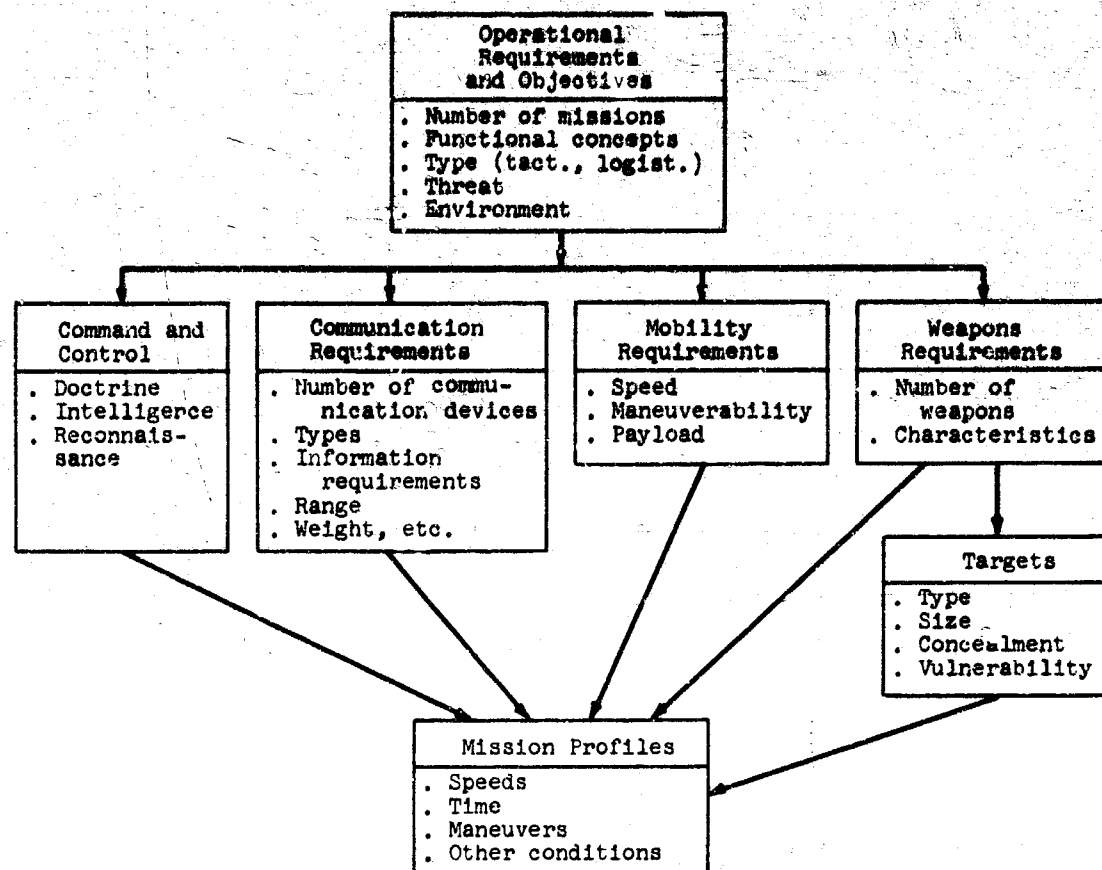 Operational
Requirements
and Objectives
. Number of missions
. Functional concepts
. Type (tact., logist.)
. Threat
. Environment
Command and
Control
. Doctrine
. Intelligence
. Reconnais-
sance
Communication
Requirements
. Number of commu-
nication devices
. Types
. Information
requirements
. Range
. Weight, etc.
Mobility
Requirements
. Speed
. Maneuverability
. Payload
Weapons
Requirements
. Number of
weapons
. Characteristics
Targets
. Type
. Size
. Concealment
. Vulnerability
Mission Profiles
. Speeds
. Time
. Maneuvers
. Other conditions